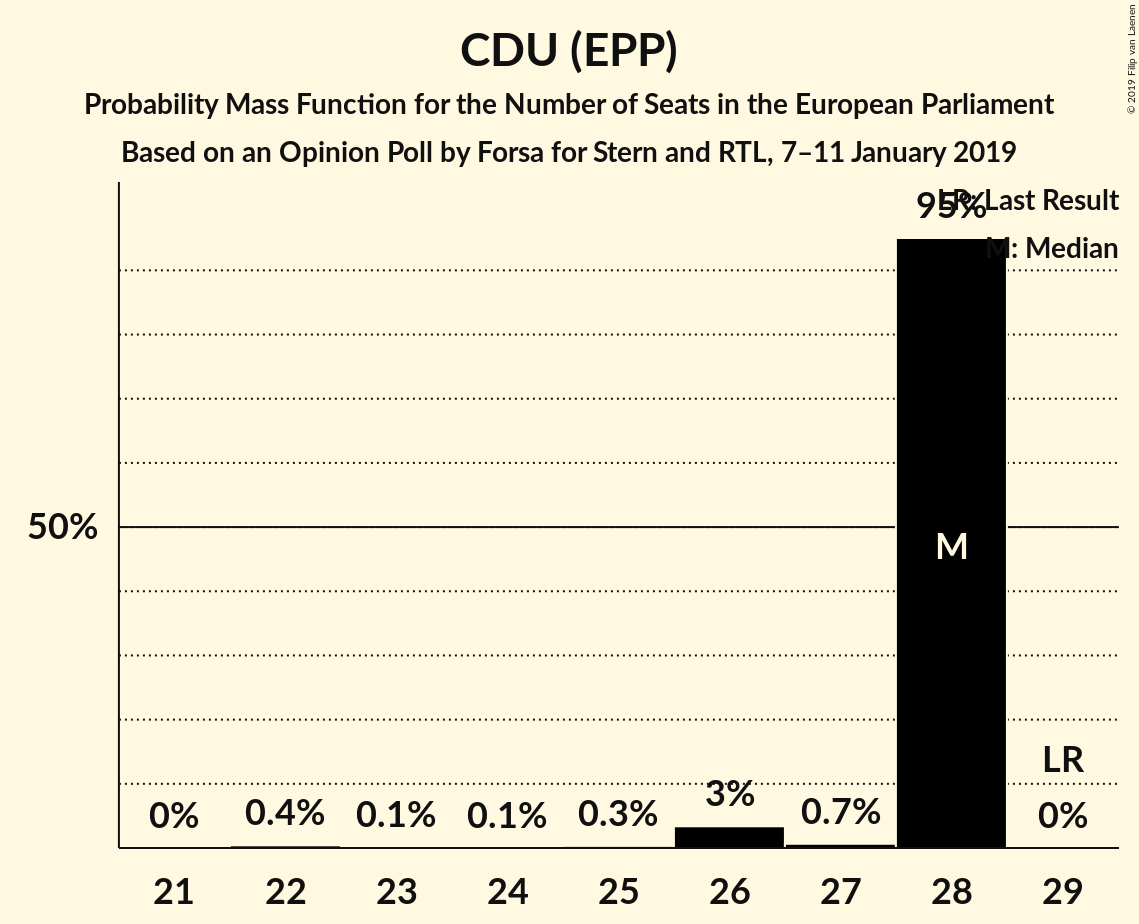 CDU (EPP)
Probability Mass Function for the Number of Seats in the European Parliament
Based on an Opinion Poll by Forsa for Stern and RTL, 7–11 January 2019
© 2019 Filip van Laenen
LR: Last Result
M: Median
95%
50%
M
LR
0%
0.4%
0.1%
0.1%
0.3%
3%
0.7%
0%
21
22
23
24
25
26
27
28
29